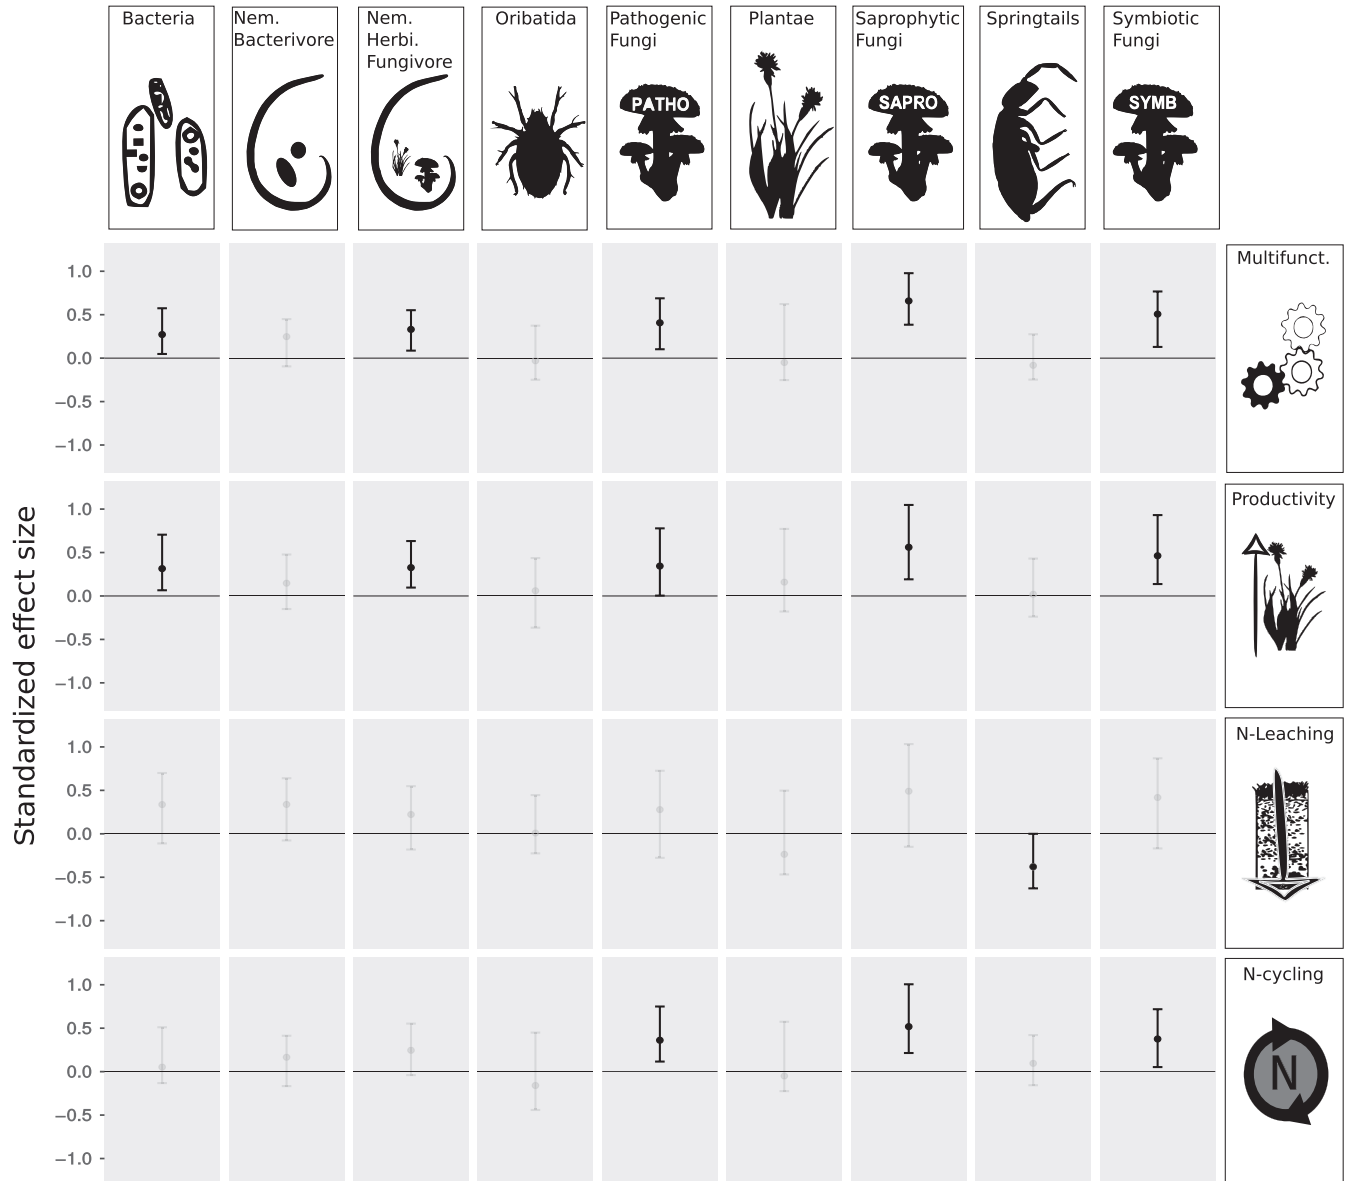 Bacteria
Nem.
Bacterivore
Nem.
Herbi.
Fungivore
Oribatida
Pathogenic
Fungi
Plantae
Saprophytic
Fungi
Springtails
Symbiotic
Fungi
PATHO
SAPRO
SYMB
Standardized effect size
1.0
0.5
0.0
−0.5
−1.0
Multifunct.
1.0
0.5
0.0
−0.5
−1.0
Productivity
1.0
0.5
0.0
−0.5
−1.0
N-Leaching
1.0
0.5
0.0
−0.5
−1.0
N-cycling
N